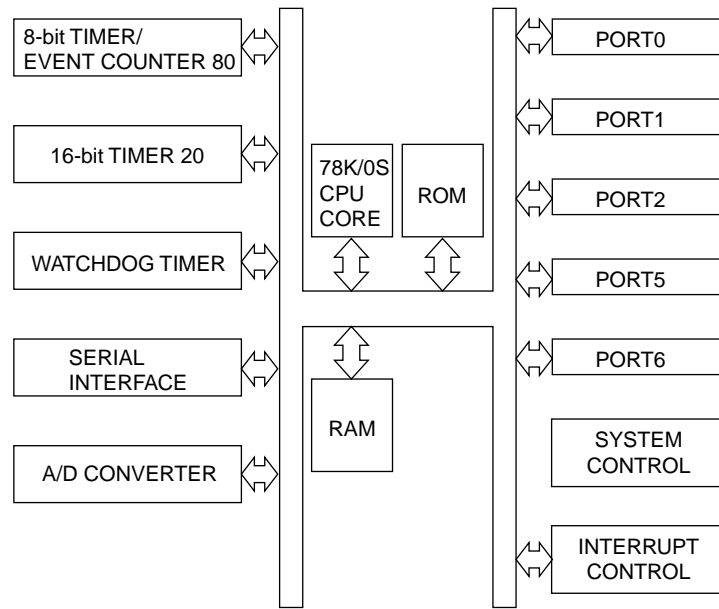 8-bit TIMER/
EVENT COUNTER 80
16-bit TIMER 20
WATCHDOG TIMER
SERIAL
INTERFACE
A/D CONVERTER
78K/0S
CPU
CORE
ROM
RAM
PORT0
PORT1
PORT2
PORT5
PORT6
SYSTEM
CONTROL
INTERRUPT
CONTROL